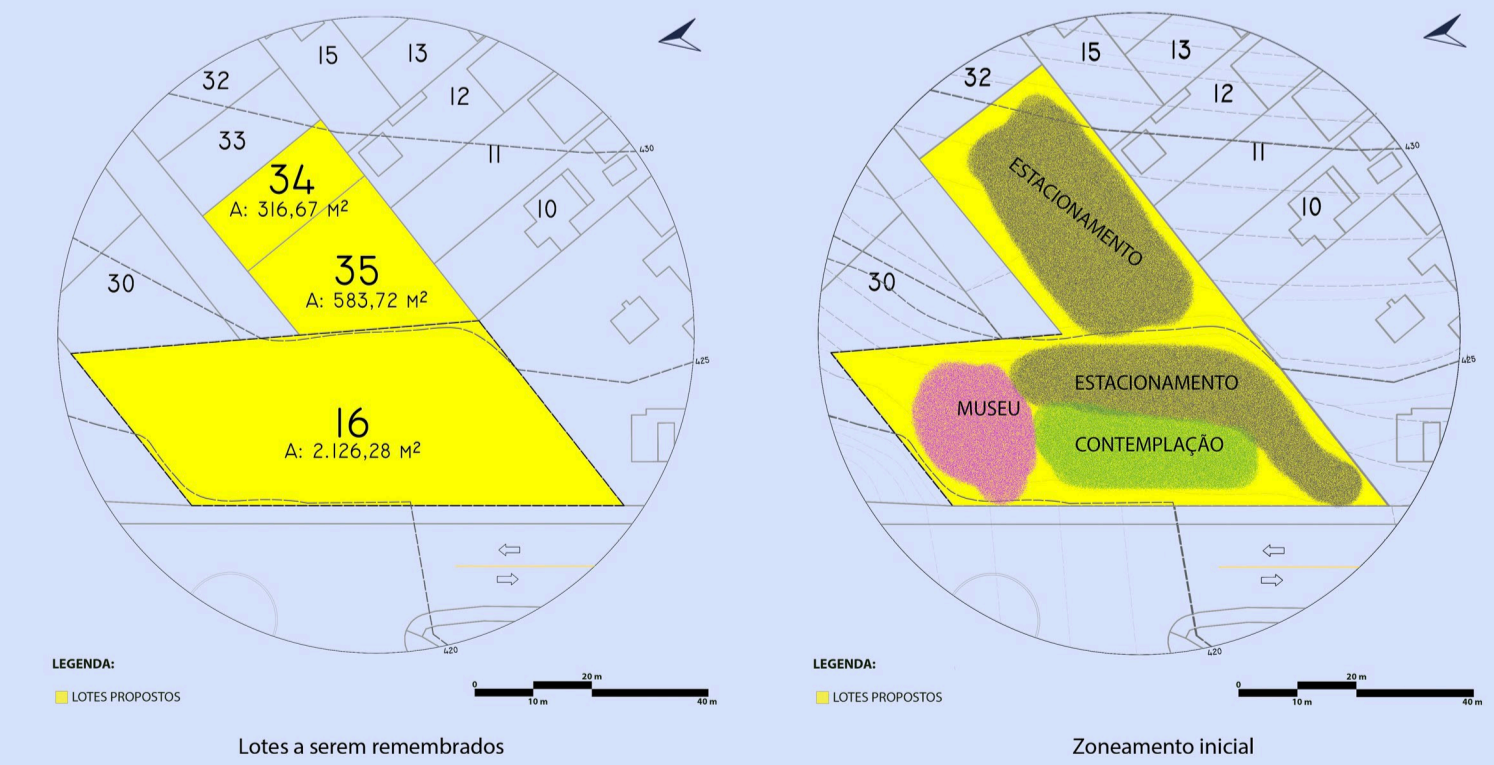 32
15
13
12
33
11
430
34
A: 316,67 M²
10
35
A: 583,72 M²
30
425
16
A: 2.126,28 M²
420
LEGENDA:
LOTES PROPOSTOS
0
20 m
10 m
40 m
Lotes a serem remembrados
32
15
13
12
11
430
ESTACIONAMENTO
10
30
425
ESTACIONAMENTO
MUSEU
CONTEMPLAÇÃO
420
LEGENDA:
LOTES PROPOSTOS
0
20 m
10 m
40 m
Zoneamento inicial